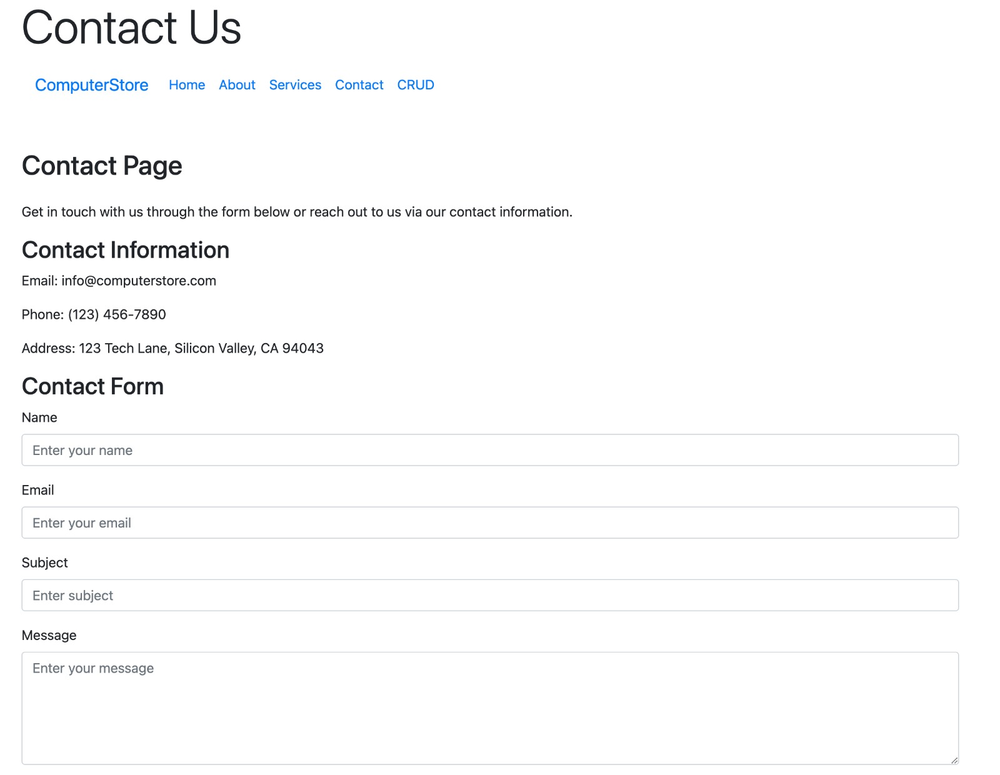 Contact Us
ComputerStore Home About Services Contact CRUD
Contact Page
Get in touch with us through the form below or reach out to us via our contact information.
Contact Information
Email: info@computerstore.com
Phone: (123) 456-7890
Address: 123 Tech Lane, Silicon Valley, CA 94043
Contact Form
Name
Enter your name
Email
Enter your email
Subject
Enter subject
Message
Enter your message